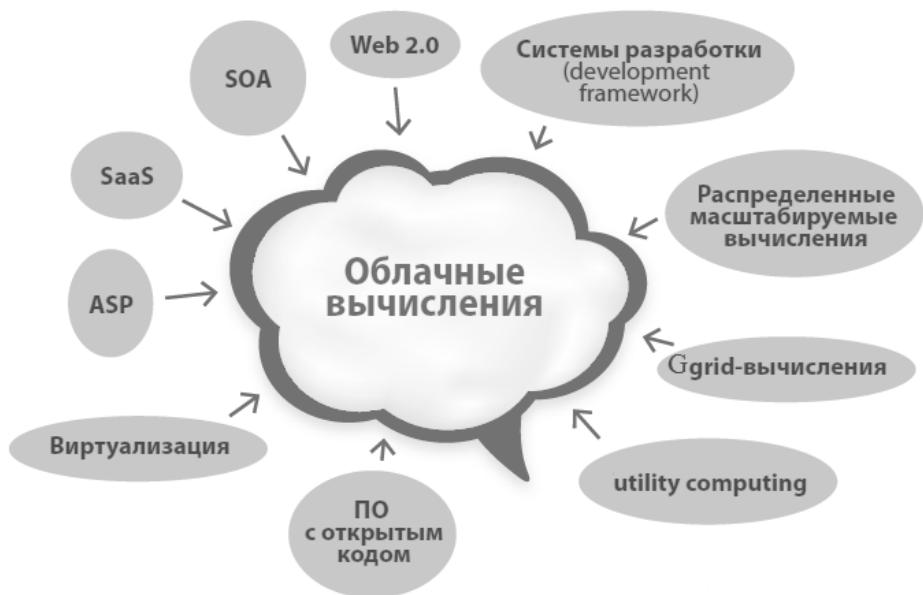 Web 2.0
Системы разработки
(development
framework)
SOA
SaaS
Распределенные
масштабируемые
вычисления
Облачные
вычисления
ASP
Ggrid-вычисления
Виртуализация
utility computing
ПО
с открытым
кодом